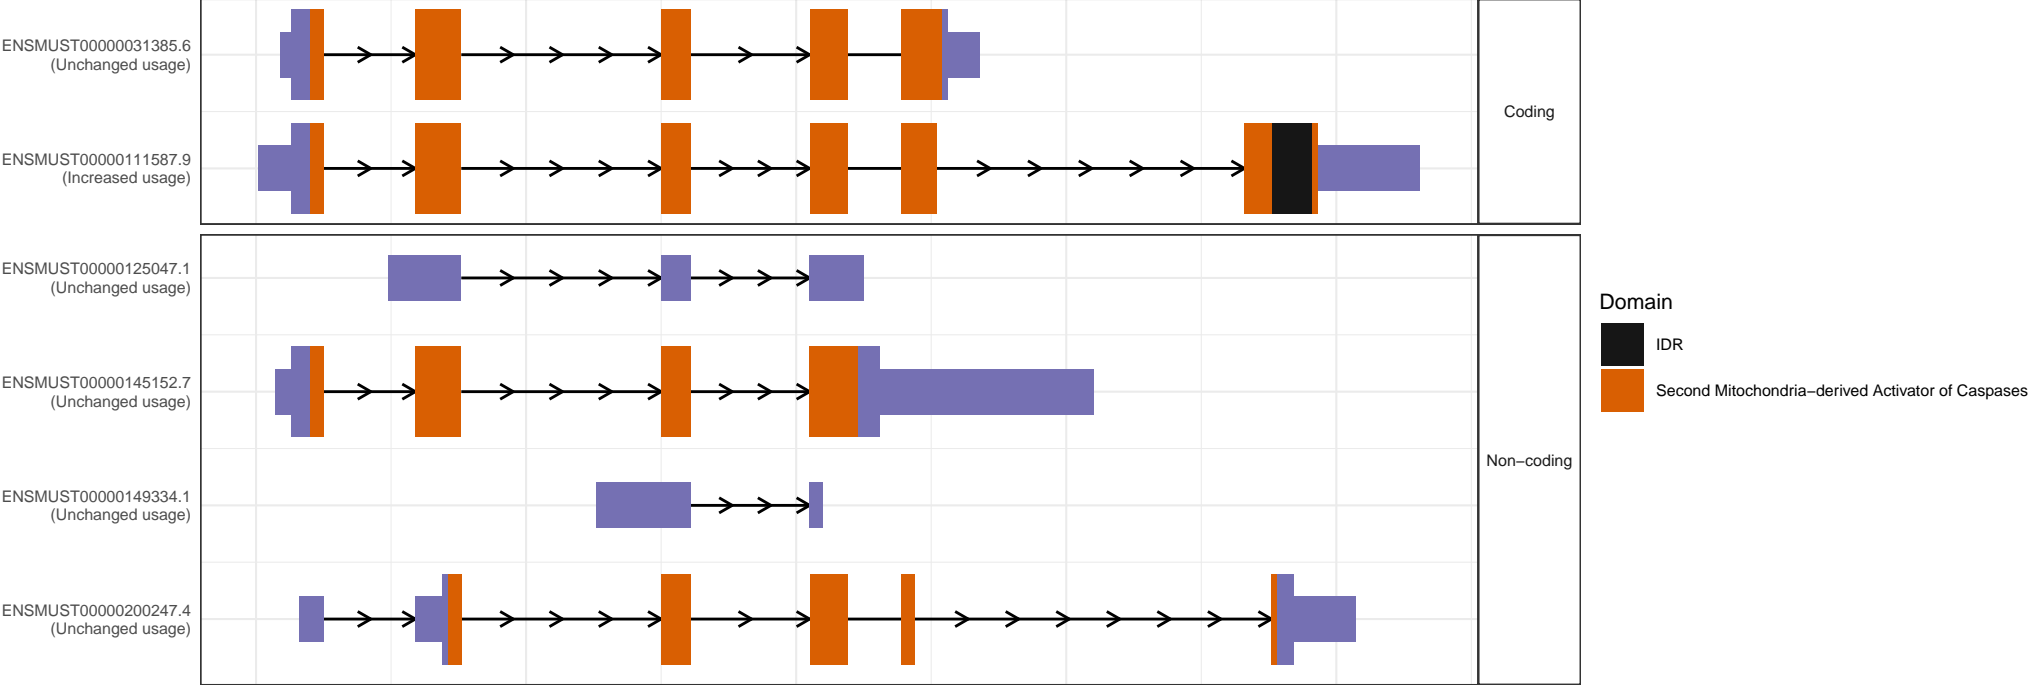 ENSMUST00000031385.6
(Unchanged usage)
ENSMUST00000111587.9
(Increased usage)
Coding
ENSMUST00000125047.1
(Unchanged usage)
ENSMUST00000145152.7
(Unchanged usage)
ENSMUST00000149334.1
(Unchanged usage)
ENSMUST00000200247.4
(Unchanged usage)
Non−coding
Domain
IDR
Second Mitochondria−derived Activator of Caspases